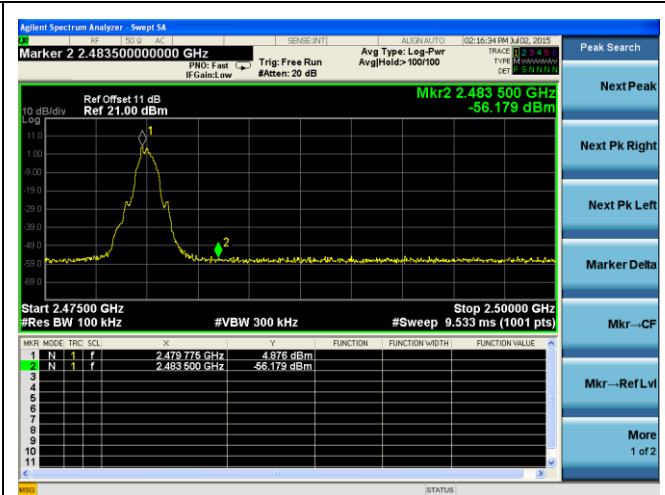 Agilent Spectrum Analyzer - Swept SA
RF 50 Ω AC SENSE:INT ALIGN AUTO 02:16:34 PM Jul 02, 2015
Marker 2 2.483500000000 GHz
PNO: Fast
IFGain:Low
Trig: Free Run
#Atten: 20 dB
Avg Type: Log-Pwr
Avg|Hold:> 100/100
TRACE 1 2 3 4 5 6
TYPE M
DET P S N N N N
Peak Search
Next Peak
Next Pk Right
Next Pk Left
Marker Delta
Mkr→CF
Mkr→Ref Lvl
More
1 of 2
Mkr2 2.483 500 GHz
-56.179 dBm
Ref Offset 11 dB
10 dB/div Ref 21.00 dBm
Log
11.0
1.00
-9.00
-19.0
-29.0
-39.0
-49.0
-59.0
-69.0
1
2
Start 2.47500 GHz Stop 2.50000 GHz
#Res BW 100 kHz #VBW 300 kHz #Sweep 9.533 ms (1001 pts)
MKR MODE TRC SCL X Y FUNCTION FUNCTION WIDTH FUNCTION VALUE
1 N 1 f 2.479 775 GHz 4.876 dBm
2 N 1 f 2.483 500 GHz -56.179 dBm
3
4
5
6
7
8
9
10
11
MSG STATUS